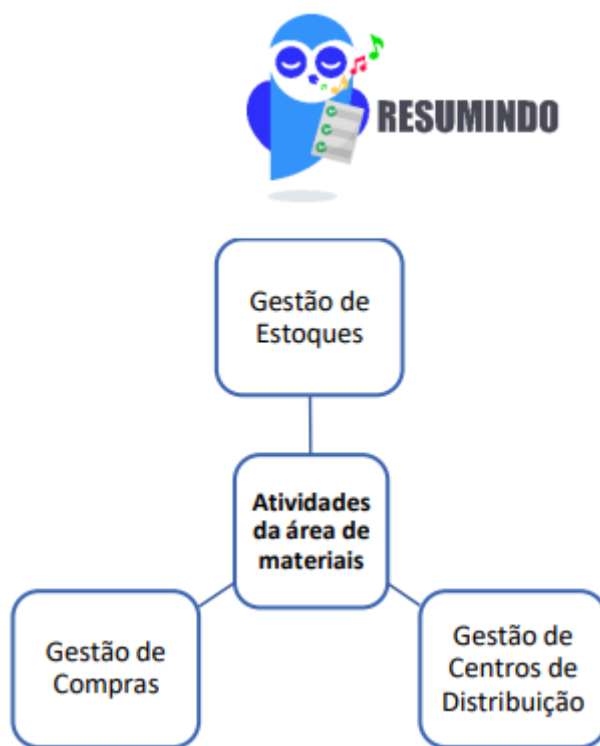 RESUMINDO
Gestão de
Estoques
Atividades
da área de
materiais
Gestão de
Compras
Gestão de
Centros de
Distribuição